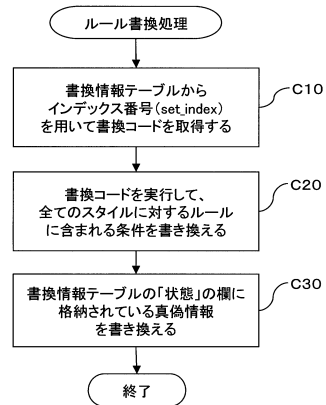 ルール書換処理
書換情報テーブルから
インデックス番号(set_index)
を用いて書換コードを取得する
C10
書換コードを実行して、
全てのスタイルに対するルール
に含まれる条件を書き換える
C20
書換情報テーブルの「状態」の欄に
格納されている真偽情報
を書き換える
C30
終了